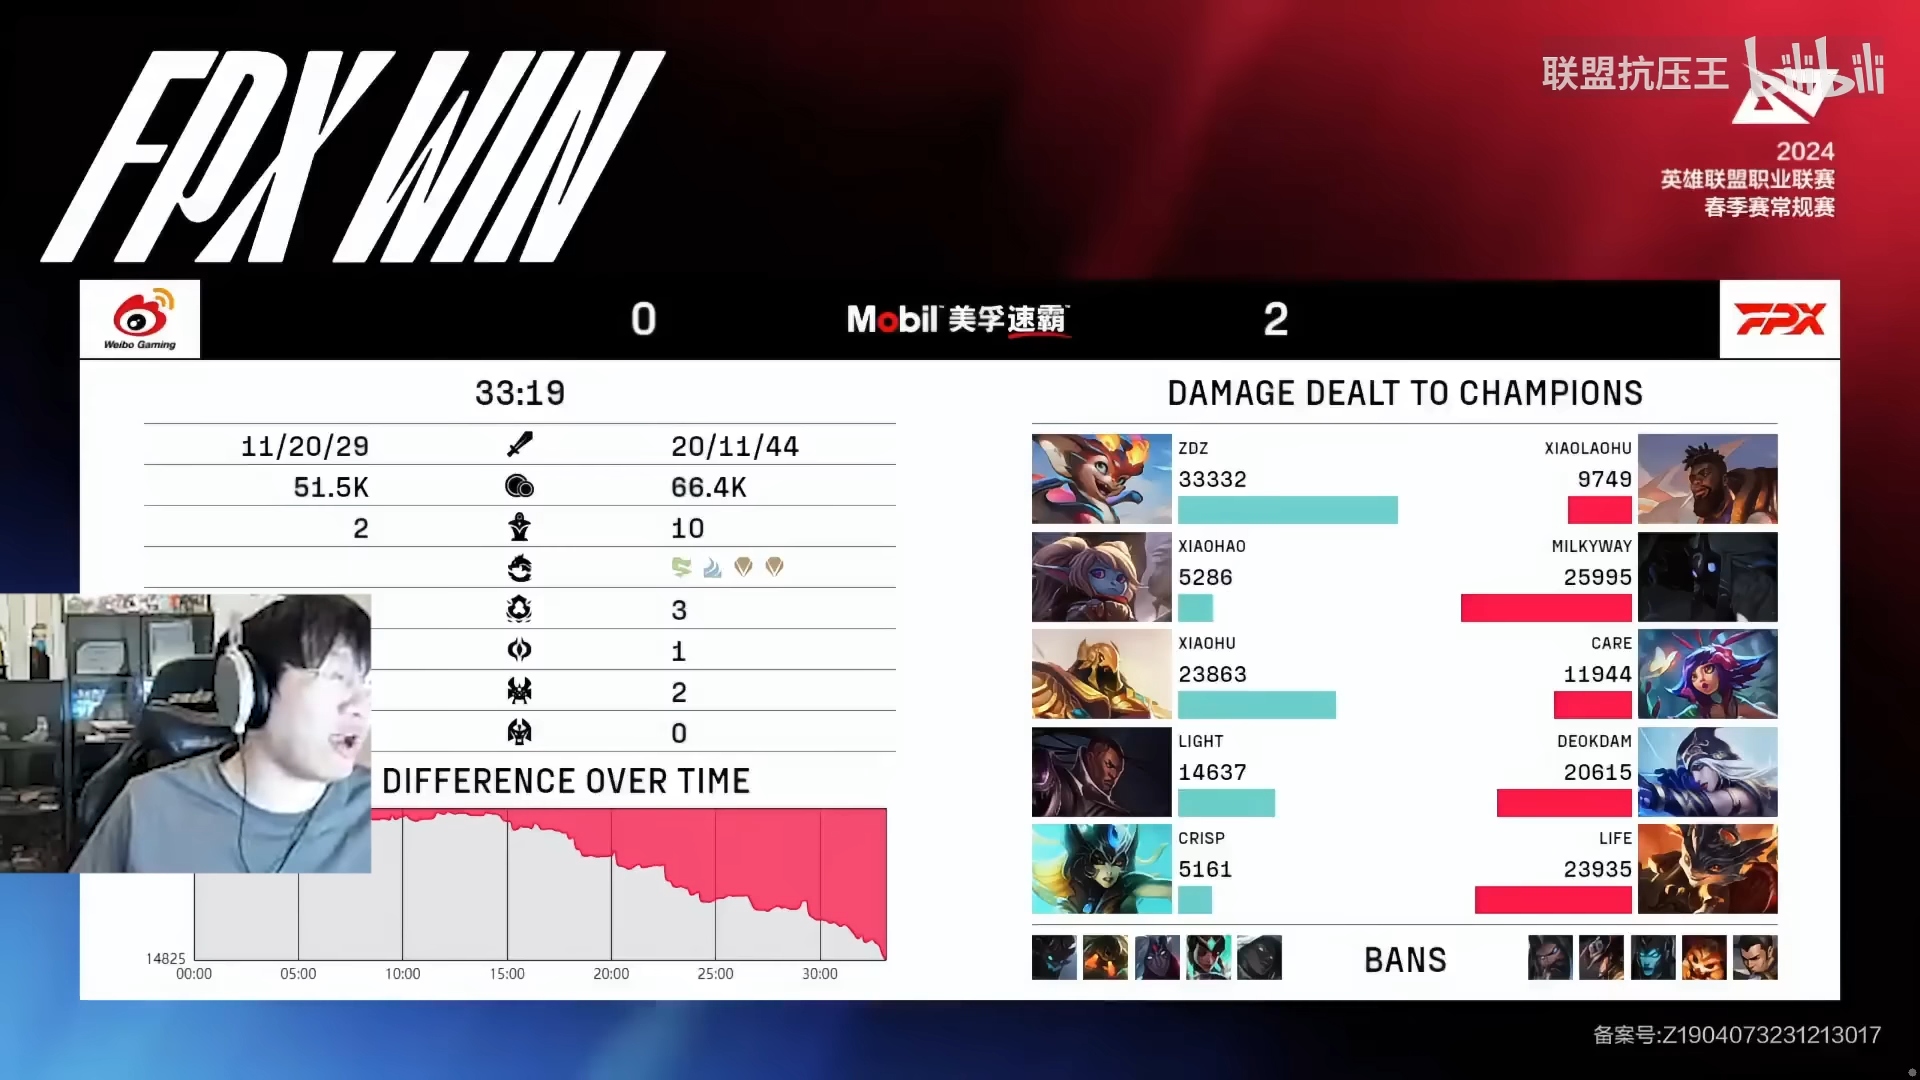 FPX WIN
联盟抗压王 bilibili
2024
英雄联盟职业联赛
春季赛常规赛
Weibo Gaming
0
Mobil 美孚速霸
2
FPX
33:19
11/20/29
20/11/44
51.5K
66.4K
2
10
3
1
2
0
DIFFERENCE OVER TIME
14825
00:00
05:00
10:00
15:00
20:00
25:00
30:00
DAMAGE DEALT TO CHAMPIONS
ZDZ
33332
XIAOLAOHU
9749
XIAOHAO
5286
MILKYWAY
25995
XIAOHU
23863
CARE
11944
LIGHT
14637
DEOKDAM
20615
CRISP
5161
LIFE
23935
BANS
备案号:Z1904073231213017